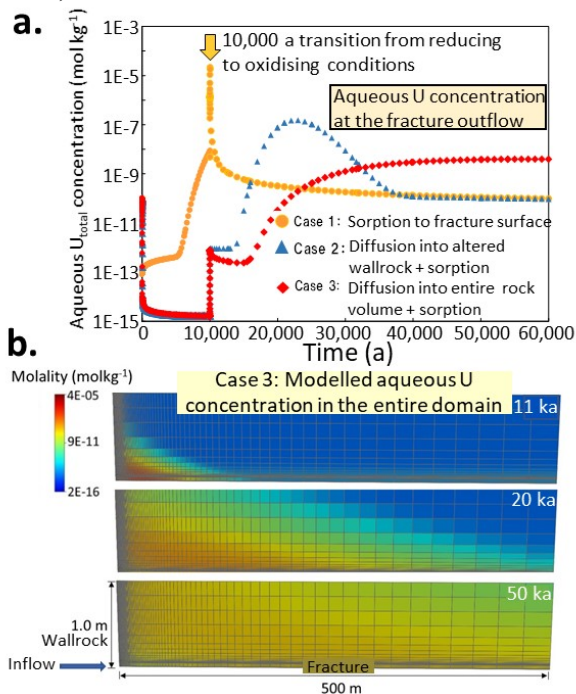 a.
1E-3
1E-5
1E-7
1E-9
1E-11
1E-13
1E-15
Aqueous Utotal concentration (mol kg-1)
10,000 a transition from reducing
to oxidising conditions
Aqueous U concentration
at the fracture outflow
Case 1: Sorption to fracture surface
Case 2: Diffusion into altered
wallrock + sorption
Case 3: Diffusion into entire rock
volume + sorption
0 10,000 20,000 30,000 40,000 50,000 60,000
Time (a)
b.
Molality (molkg-1)
4E-05
9E-11
2E-16
Case 3: Modelled aqueous U
concentration in the entire domain
11 ka
20 ka
50 ka
1.0 m
Wallrock
Inflow
Fracture
500 m